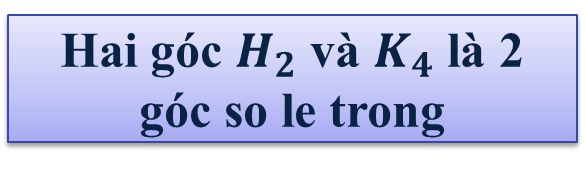 Hai góc H₂ và K₄ là 2
góc so le trong